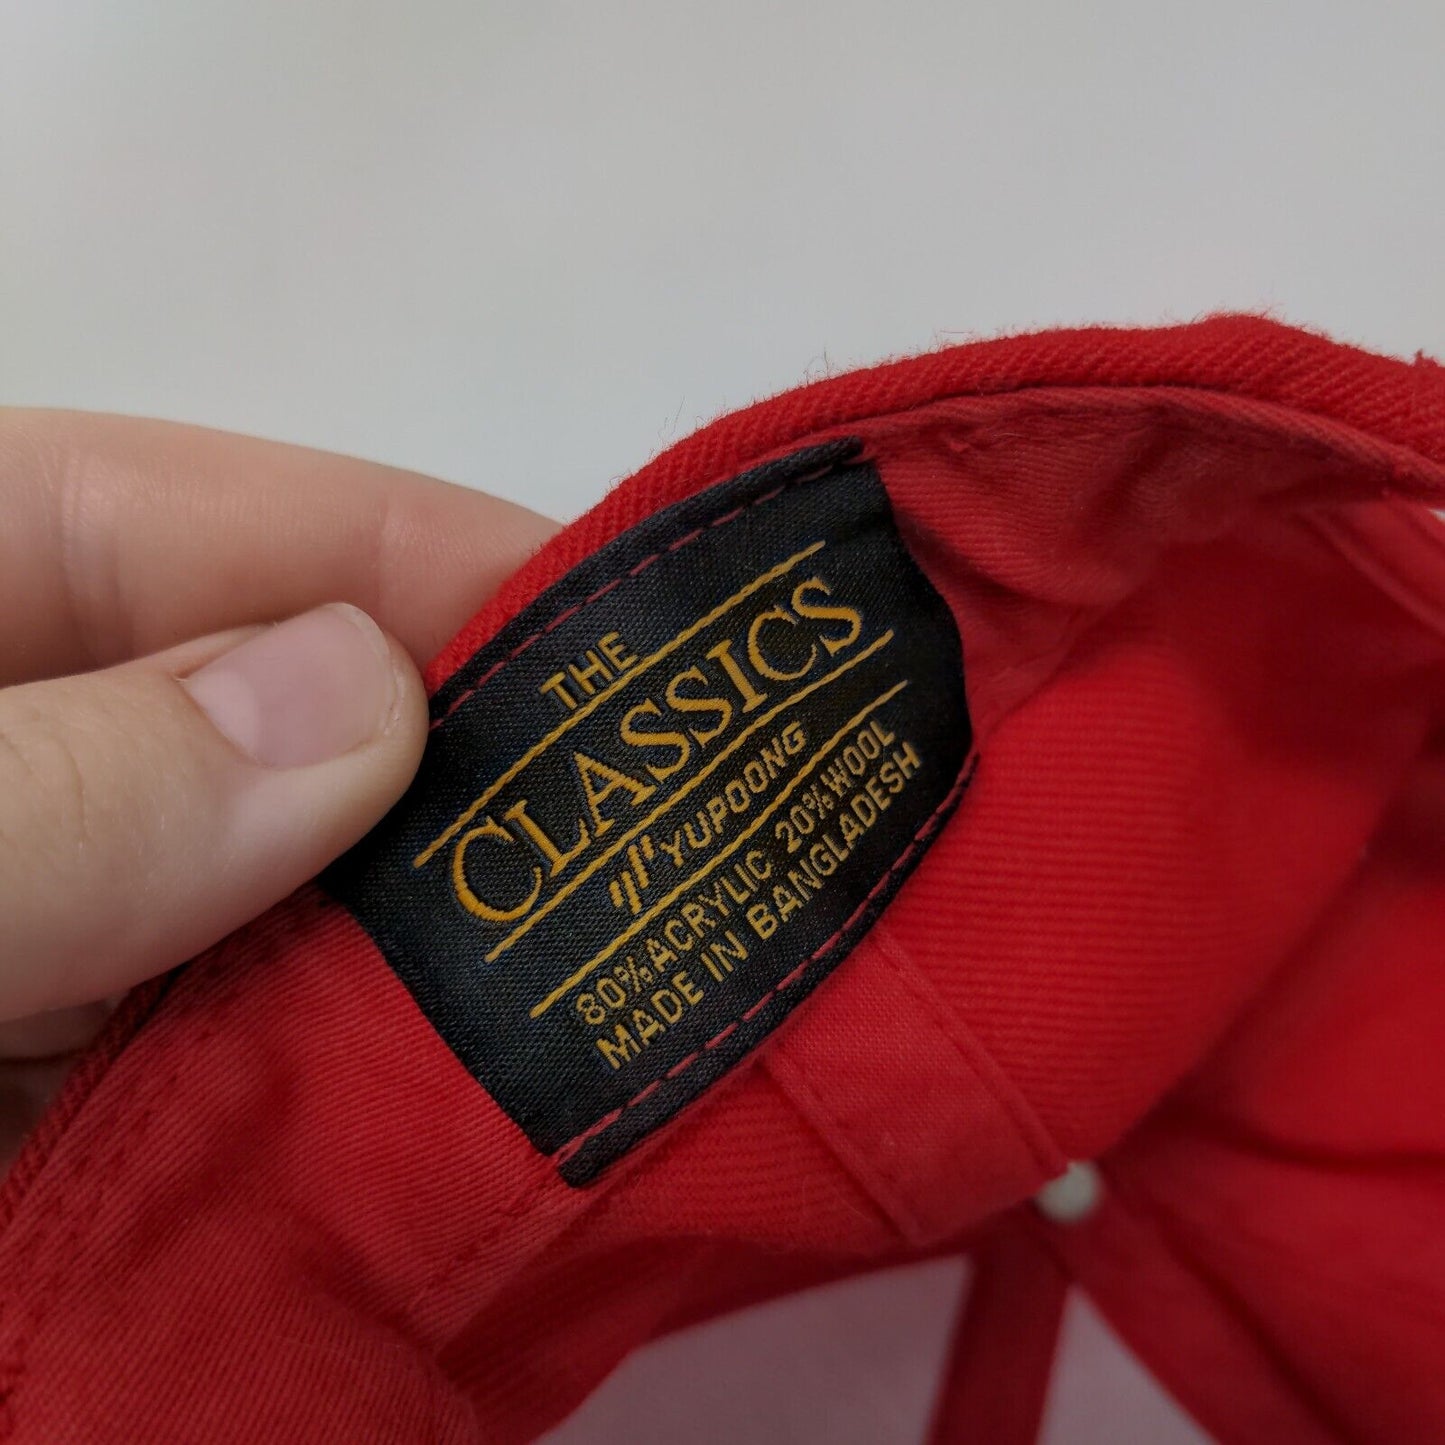 THE
CLASSICS
YUPOONG
80%ACRYLIC 20%WOOL
MADE IN BANGLADESH